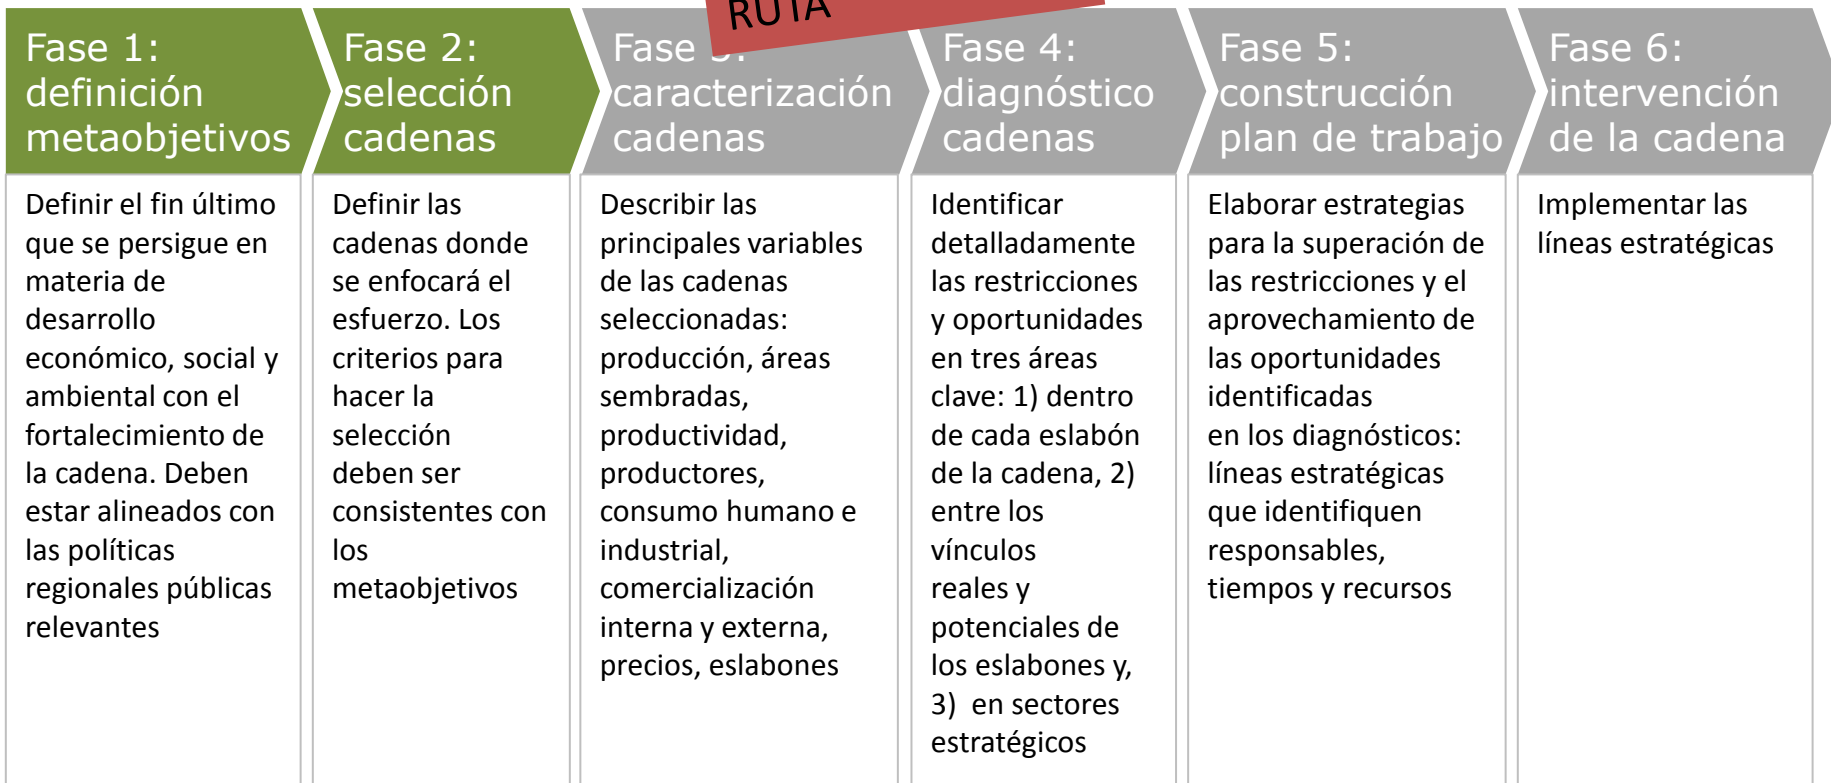 RUTA
Fase 1:
definición
metaobjetivos
Fase 2:
selección
cadenas
Fase 3:
caracterización
cadenas
Fase 4:
diagnóstico
cadenas
Fase 5:
construcción
plan de trabajo
Fase 6:
intervención
de la cadena
Definir el fin último
que se persigue en
materia de
desarrollo
económico, social y
ambiental con el
fortalecimiento de
la cadena. Deben
estar alineados con
las políticas
regionales públicas
relevantes
Definir las
cadenas donde
se enfocará el
esfuerzo. Los
criterios para
hacer la
selección
deben ser
consistentes con
los
metaobjetivos
Describir las
principales variables
de las cadenas
seleccionadas:
producción, áreas
sembradas,
productividad,
productores,
consumo humano e
industrial,
comercialización
interna y externa,
precios, eslabones
Identificar
detalladamente
las restricciones
y oportunidades
en tres áreas
clave: 1) dentro
de cada eslabón
de la cadena, 2)
entre los
vínculos
reales y
potenciales de
los eslabones y,
3) en sectores
estratégicos
Elaborar estrategias
para la superación de
las restricciones y el
aprovechamiento de
las oportunidades
identificadas
en los diagnósticos:
líneas estratégicas
que identifiquen
responsables,
tiempos y recursos
Implementar las
líneas estratégicas